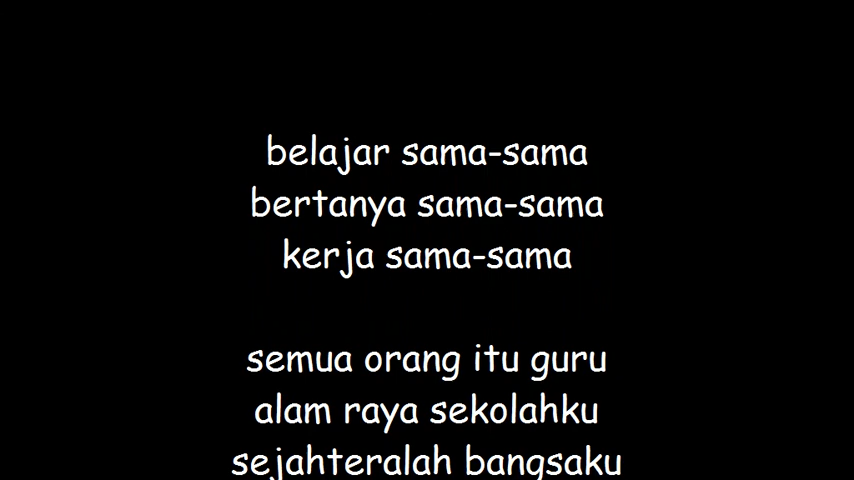 belajar sama-sama
bertanya sama-sama
kerja sama-sama
semua orang itu guru
alam raya sekolahku
sejahteralah bangsaku